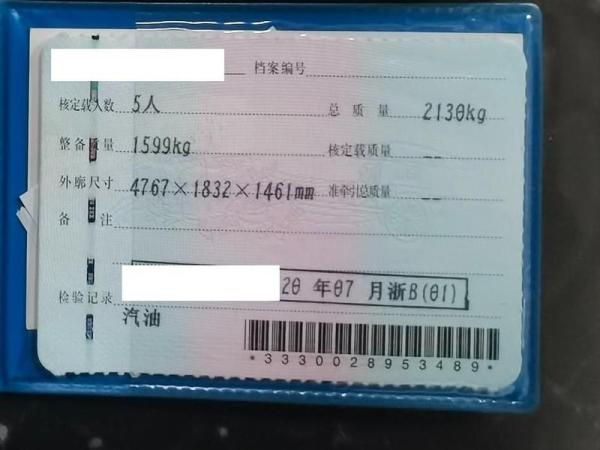 档案编号
核定载人数 5人 总质量 2130kg
整备质量 1599kg 核定载质量 --
外廓尺寸 4767×1832×1461mm 准牵引总质量 --
备注
检验记录 20 年07 月浙B(01)
汽油
*3330028953489*